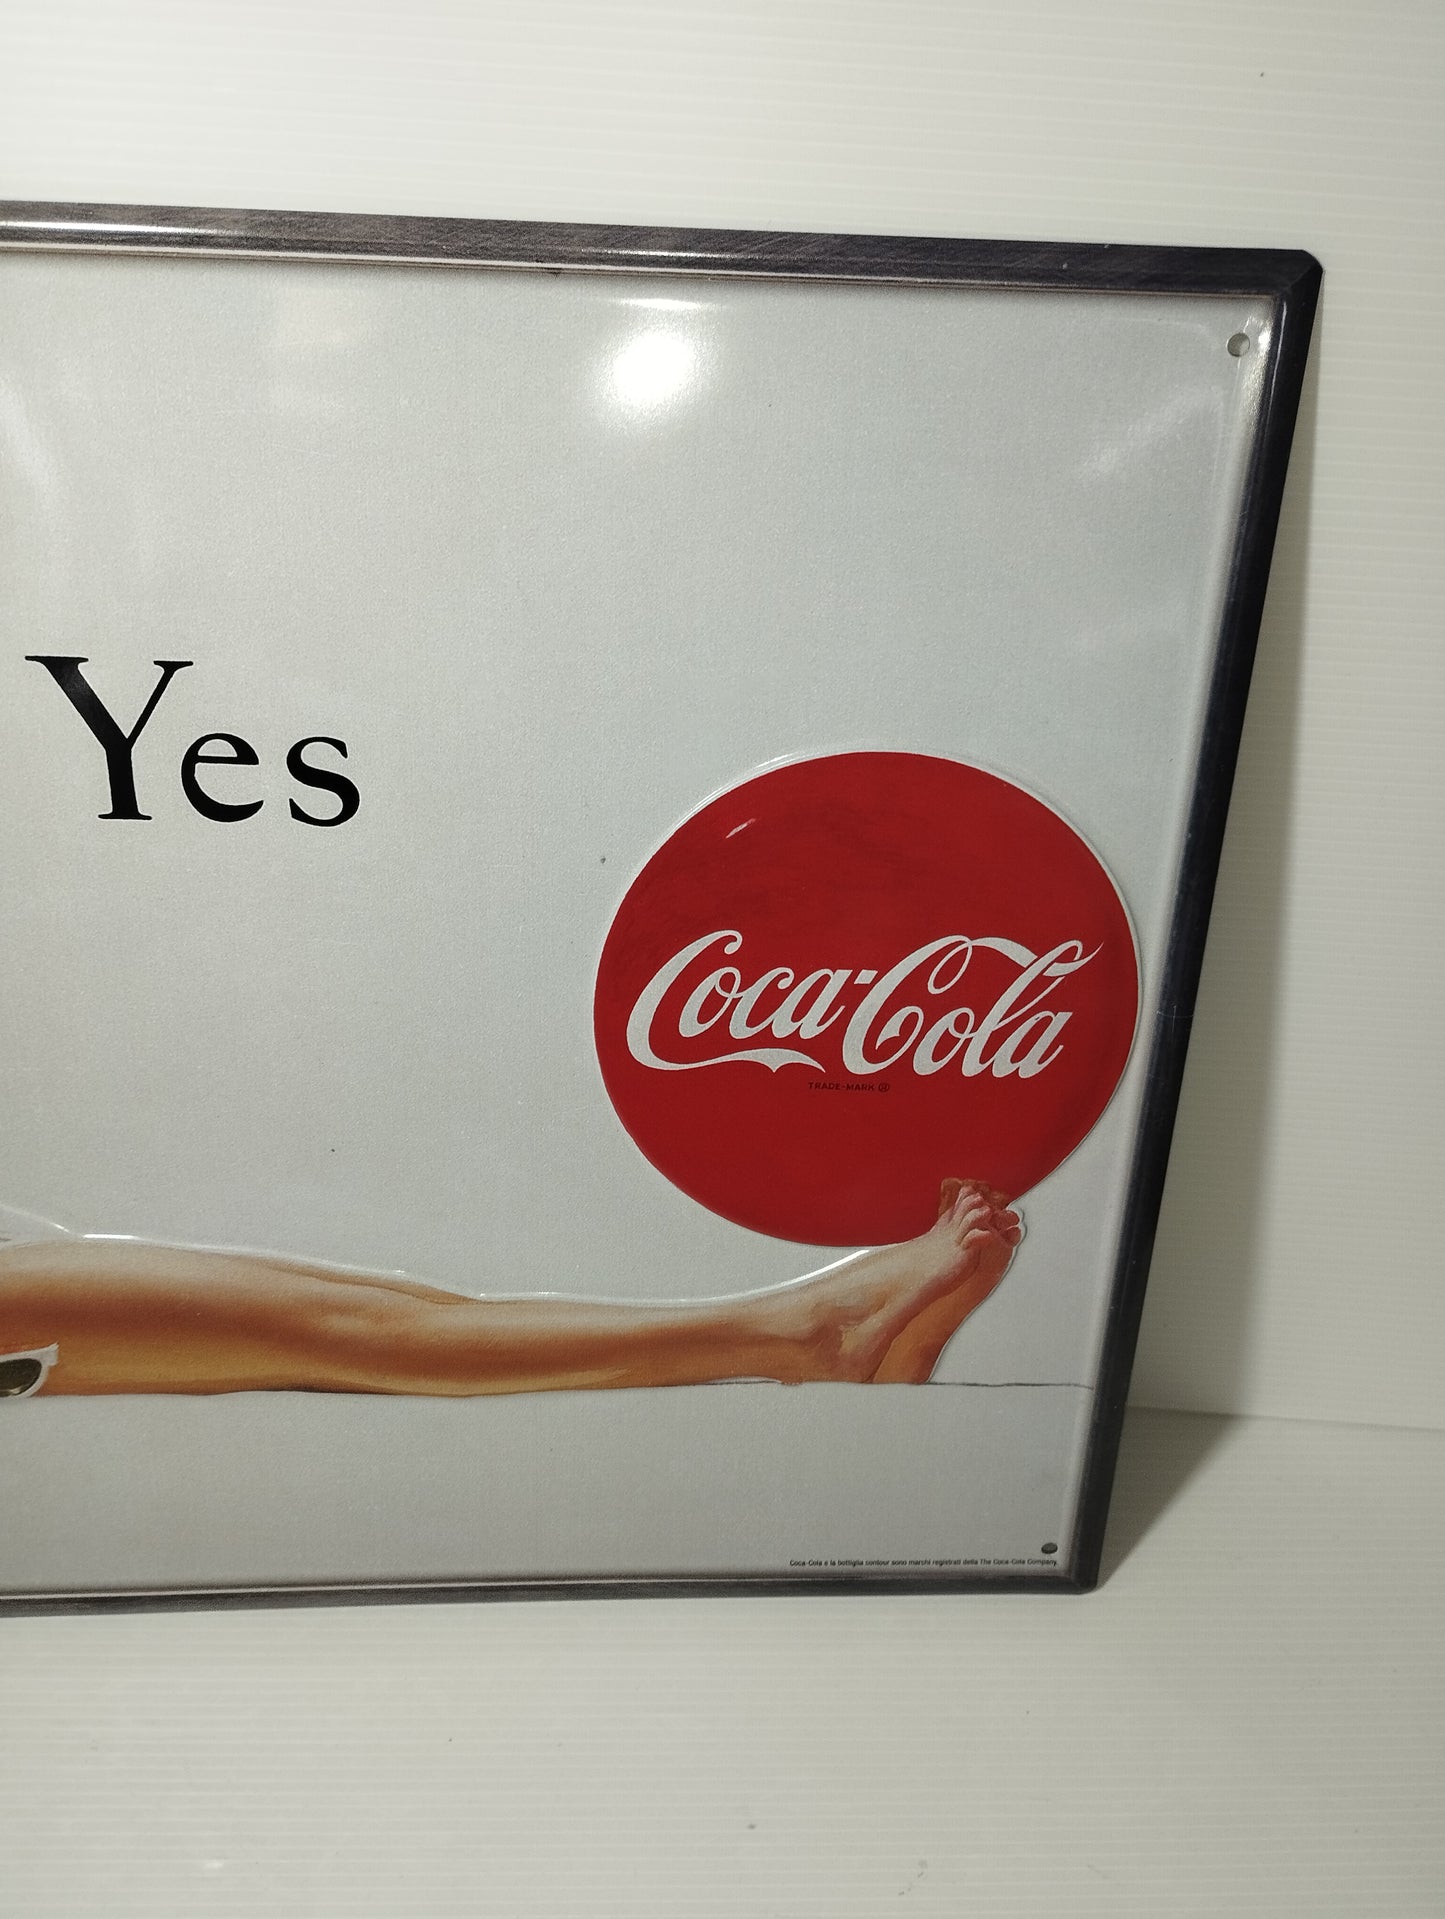 Yes
Coca-Cola
TRADE-MARK ®
Coca-Cola e la bottiglia contour sono marchi registrati della The Coca-Cola Company.